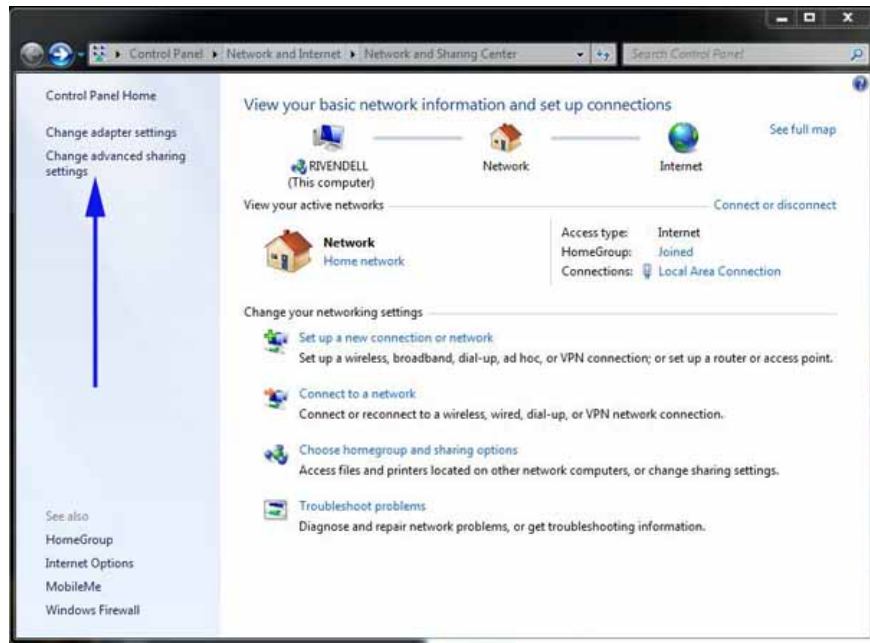 Control Panel ▸ Network and Internet ▸ Network and Sharing Center
Search Control Panel
Control Panel Home
Change adapter settings
Change advanced sharing
settings
View your basic network information and set up connections
See full map
RIVENDELL
(This computer)
Network
Internet
View your active networks
Connect or disconnect
Network
Home network
Access type: Internet
HomeGroup: Joined
Connections: Local Area Connection
Change your networking settings
Set up a new connection or network
Set up a wireless, broadband, dial-up, ad hoc, or VPN connection; or set up a router or access point.
Connect to a network
Connect or reconnect to a wireless, wired, dial-up, or VPN network connection.
Choose homegroup and sharing options
Access files and printers located on other network computers, or change sharing settings.
Troubleshoot problems
Diagnose and repair network problems, or get troubleshooting information.
See also
HomeGroup
Internet Options
MobileMe
Windows Firewall